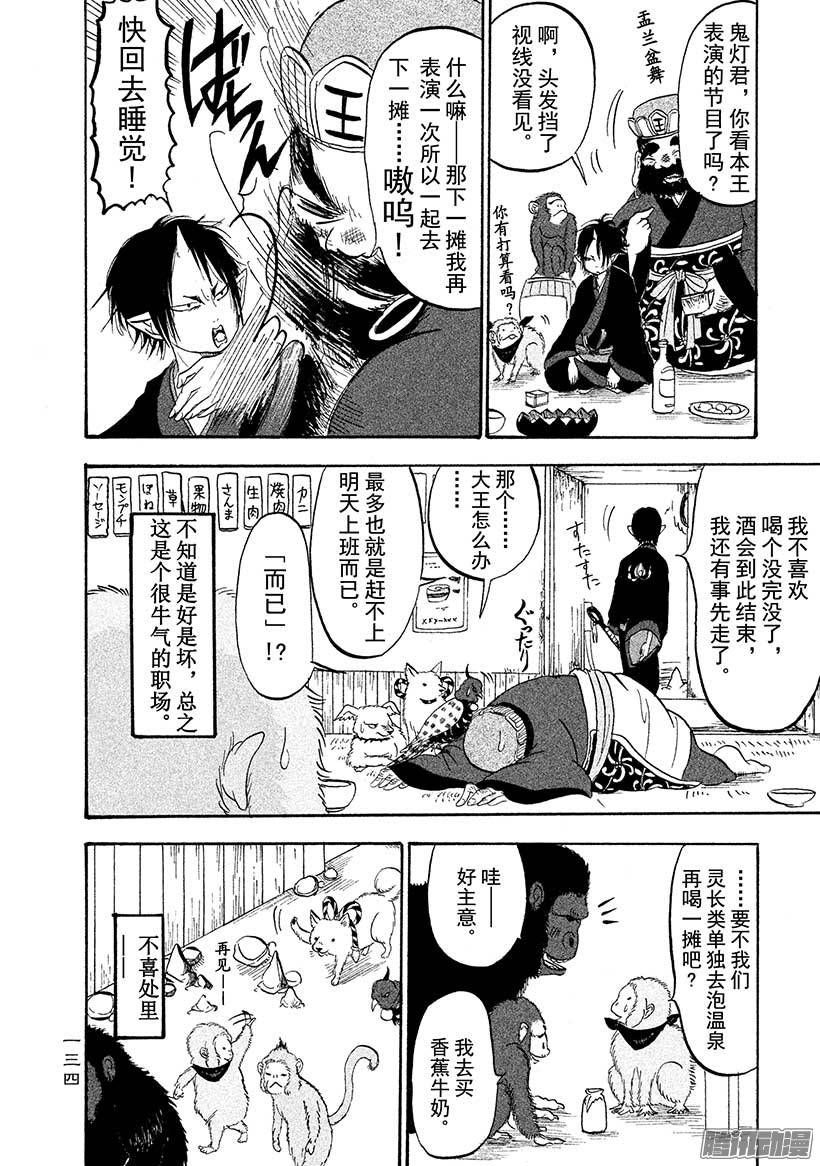 鬼灯君，你看本王
表演的节目了吗？
盂兰盆舞
啊，头发挡了
视线没看见。
你有打算看吗？
王
什么嘛——那下一摊我再
表演一次所以一起去
下一摊……嗷呜！
王
ばちん
快回去睡觉！
我不喜欢
喝个没完没了，
酒会到此结束，
我还有事先走了。
すたすた
那个……
大王怎么办
……
ぐったり
最多也就是赶不上
明天上班而已。
「而已」！？
カニ
焼肉
生肉
さんま
果物
草
ほね
モンプチ
ソーセージ
不知道是好是坏，总之
这是个很牛气的职场。
……要不我们
灵长类单独去泡温泉
再喝一摊吧？
哇——
好主意。
我去买
香蕉牛奶。
再见——
不喜处里
——
一三四
腾讯动漫